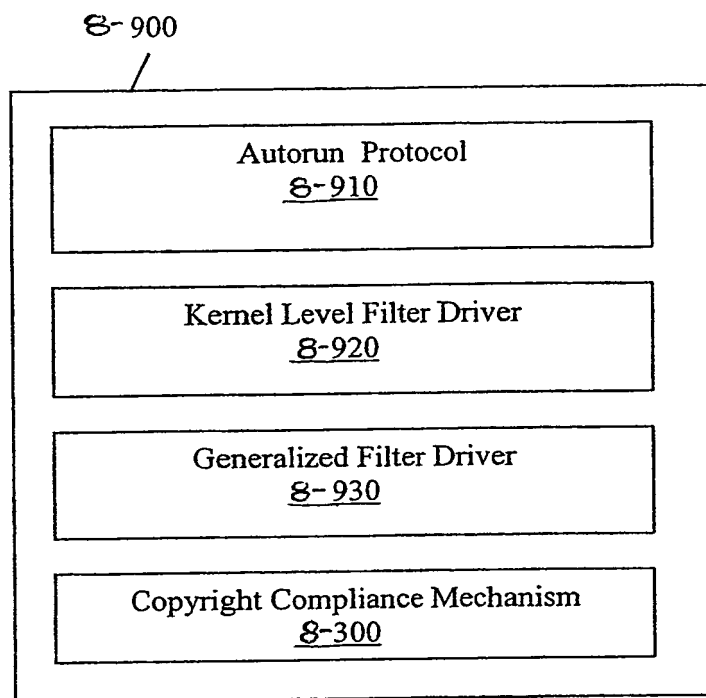 8-900
Autorun Protocol
8-910
Kernel Level Filter Driver
8-920
Generalized Filter Driver
8-930
Copyright Compliance Mechanism
8-300